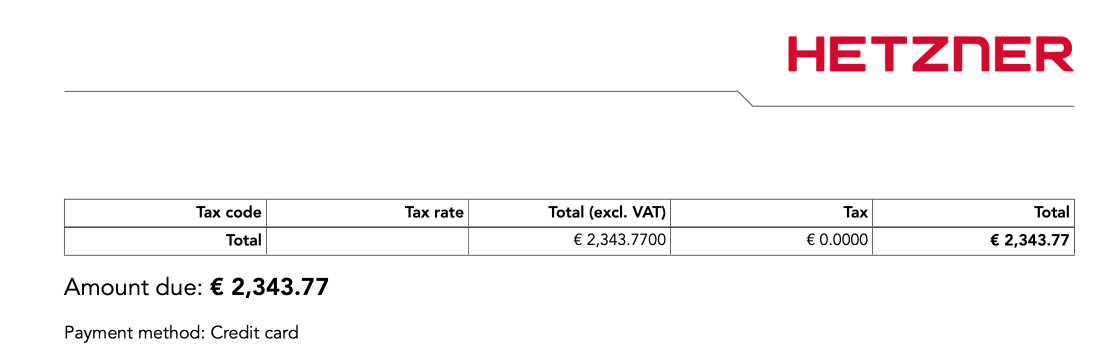 HETZNER
Tax code Tax rate Total (excl. VAT) Tax Total
Total € 2,343.7700 € 0.0000 € 2,343.77
Amount due: € 2,343.77
Payment method: Credit card